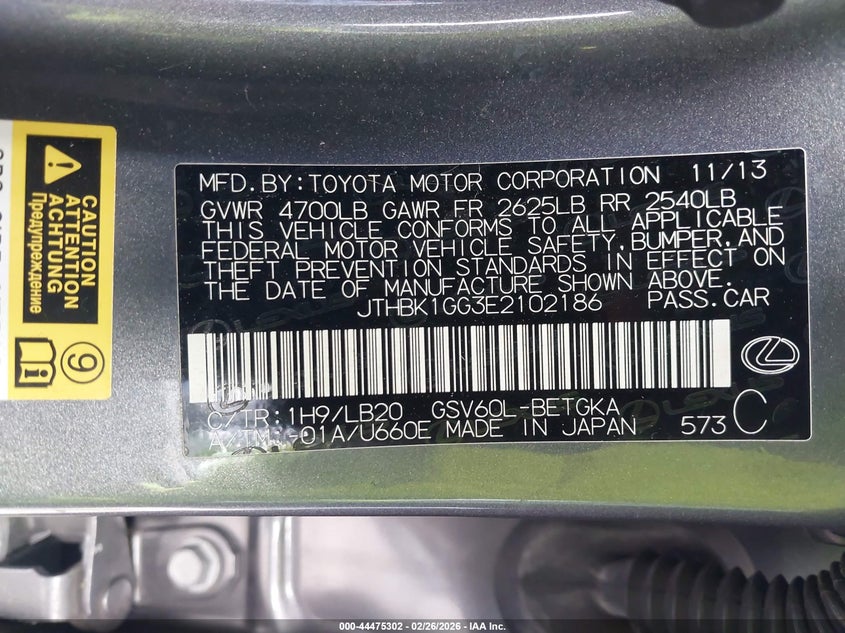 CAUTION
ATTENTION
ACHTUNG
Предупреждение
9
MFD.BY:TOYOTA MOTOR CORPORATION 11/13
GVWR 4700LB GAWR FR 2625LB RR 2540LB
THIS VEHICLE CONFORMS TO ALL APPLICABLE
FEDERAL MOTOR VEHICLE SAFETY,BUMPER,AND
THEFT PREVENTION STANDARDS IN EFFECT ON
THE DATE OF MANUFACTURE SHOWN ABOVE.
JTHBK1GG3E2102186 PASS.CAR
C/TR:1H9/LB20 GSV60L-BETGKA
A/TM:-01A/U660E MADE IN JAPAN 573 C
000-44475302 - 02/26/2026 - IAA Inc.